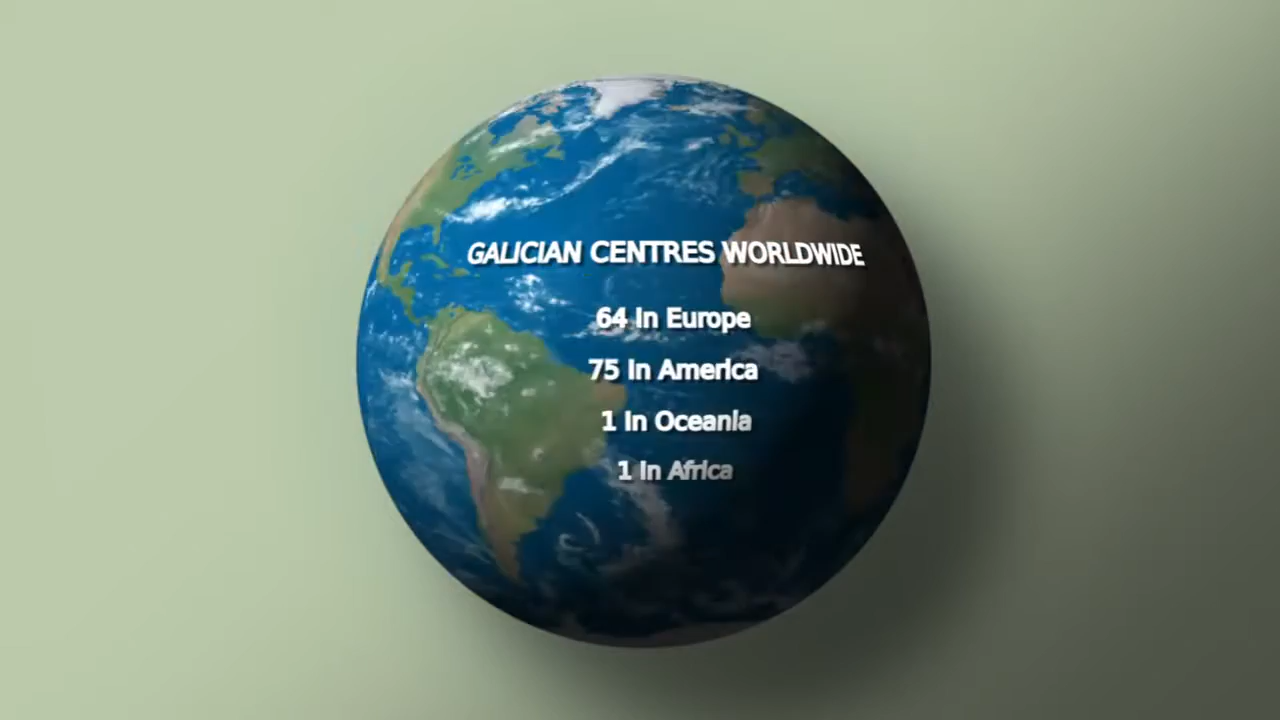 GALICIAN CENTRES WORLDWIDE
64 in Europe
75 in America
1 in Oceania
1 in Africa